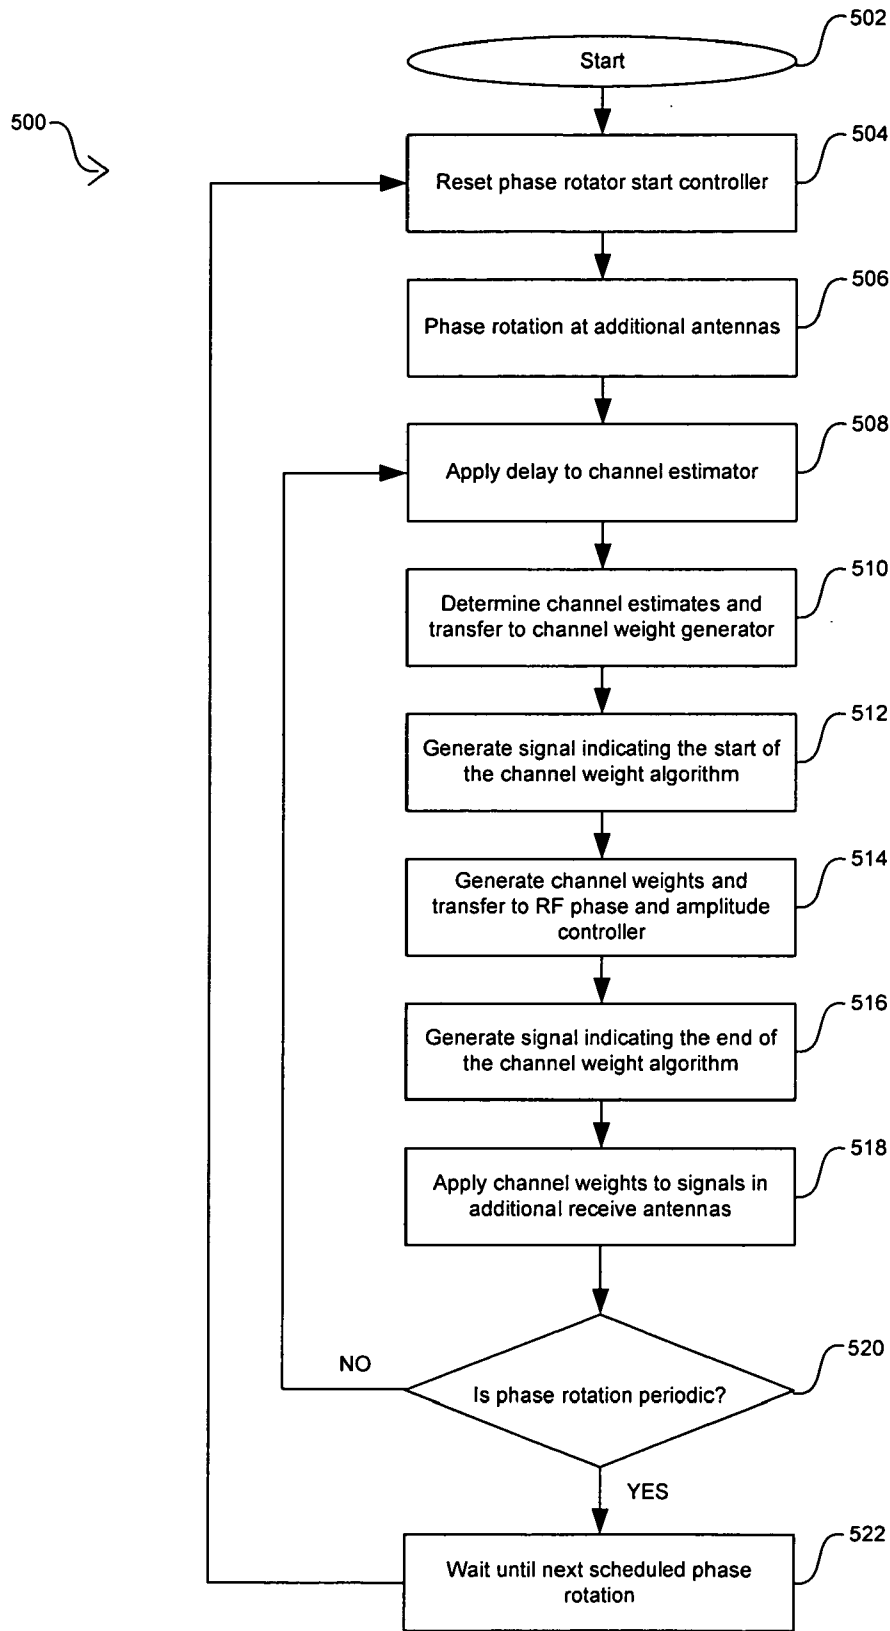 502
Start
500
504
Reset phase rotator start controller
506
Phase rotation at additional antennas
508
Apply delay to channel estimator
510
Determine channel estimates and
transfer to channel weight generator
512
Generate signal indicating the start of
the channel weight algorithm
514
Generate channel weights and
transfer to RF phase and amplitude
controller
516
Generate signal indicating the end of
the channel weight algorithm
518
Apply channel weights to signals in
additional receive antennas
520
NO
Is phase rotation periodic?
YES
522
Wait until next scheduled phase
rotation